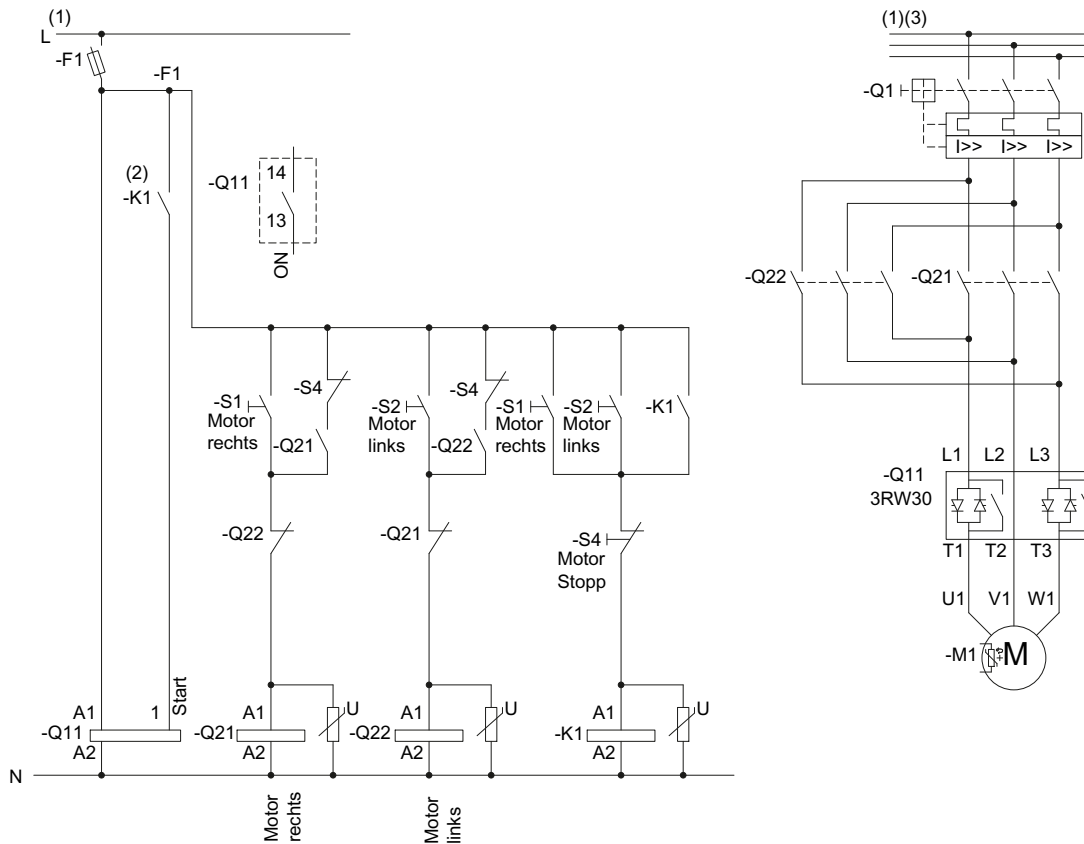 (1)
L
-F1
-F1
(2)
-K1
-Q11
14
13
ON
-S1
Motor
rechts
-S4
-Q21
-S2
Motor
links
-S4
-Q22
-S1
Motor
rechts
-S2
Motor
links
-K1
-Q22
-Q21
-S4
Motor
Stopp
A1
1
Start
-Q11
A2
A1
-Q21
A2
U
A1
-Q22
A2
U
A1
-K1
A2
U
N
Motor
rechts
Motor
links
(1)(3)
-Q1
I>> I>> I>>
-Q22
-Q21
L1 L2 L3
-Q11
3RW30
T1 T2 T3
U1 V1 W1
-M1
+ϑ
M